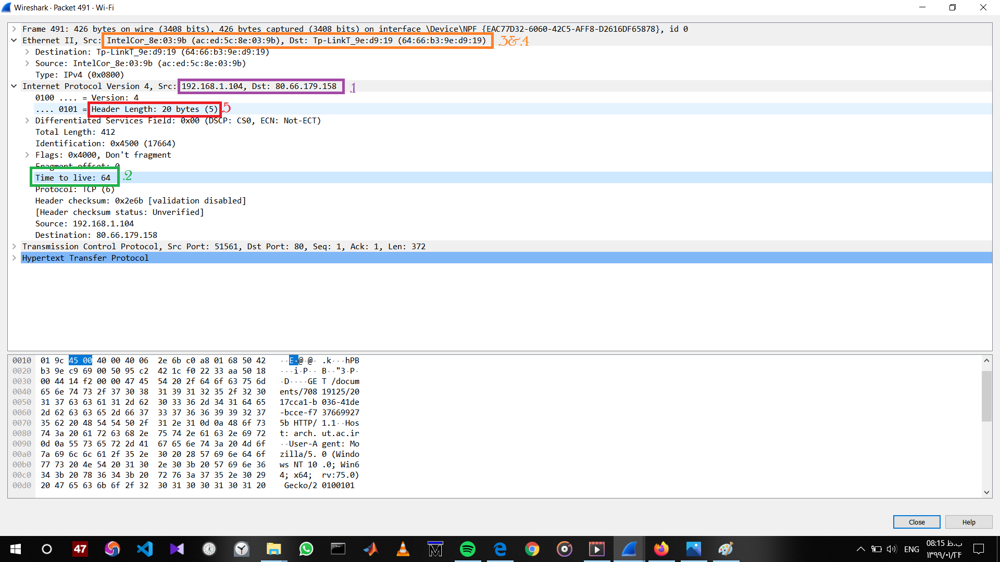 Wireshark · Packet 491 · Wi-Fi
Frame 491: 426 bytes on wire (3408 bits), 426 bytes captured (3408 bits) on interface \Device\NPF_{EAC77D32-6060-42C5-AFF8-D2616DF65878}, id 0
Ethernet II, Src: IntelCor_8e:03:9b (ac:ed:5c:8e:03:9b), Dst: Tp-LinkT_9e:d9:19 (64:66:b3:9e:d9:19) .3&.4
Destination: Tp-LinkT_9e:d9:19 (64:66:b3:9e:d9:19)
Source: IntelCor_8e:03:9b (ac:ed:5c:8e:03:9b)
Type: IPv4 (0x0800)
Internet Protocol Version 4, Src: 192.168.1.104, Dst: 80.66.179.158 .1
0100 .... = Version: 4
.... 0101 = Header Length: 20 bytes (5) .5
Differentiated Services Field: 0x00 (DSCP: CS0, ECN: Not-ECT)
Total Length: 412
Identification: 0x4500 (17664)
Flags: 0x4000, Don't fragment
Fragment offset: 0
Time to live: 64 .2
Protocol: TCP (6)
Header checksum: 0x2e6b [validation disabled]
[Header checksum status: Unverified]
Source: 192.168.1.104
Destination: 80.66.179.158
Transmission Control Protocol, Src Port: 51561, Dst Port: 80, Seq: 1, Ack: 1, Len: 372
Hypertext Transfer Protocol
0010 01 9c 45 00 40 00 40 06 2e 6b c0 a8 01 68 50 42 ··E·@·@· .k···hPB
0020 b3 9e c9 69 00 50 95 c2 42 1c f0 22 33 aa 50 18 ···i·P·· B··"3·P·
0030 00 44 14 f2 00 00 47 45 54 20 2f 64 6f 63 75 6d ·D····GE T /docum
0040 65 6e 74 73 2f 37 30 38 31 39 31 32 35 2f 32 30 ents/708 19125/20
0050 31 37 63 63 61 31 2d 62 30 33 36 2d 34 31 64 65 17cca1-b 036-41de
0060 2d 62 63 63 65 2d 66 37 33 37 36 36 39 39 32 37 -bcce-f7 37669927
0070 35 62 20 48 54 54 50 2f 31 2e 31 0d 0a 48 6f 73 5b HTTP/ 1.1··Hos
0080 74 3a 20 61 72 63 68 2e 75 74 2e 61 63 2e 69 72 t: arch. ut.ac.ir
0090 0d 0a 55 73 65 72 2d 41 67 65 6e 74 3a 20 4d 6f ··User-A gent: Mo
00a0 7a 69 6c 6c 61 2f 35 2e 30 20 28 57 69 6e 64 6f zilla/5. 0 (Windo
00b0 77 73 20 4e 54 20 31 30 2e 30 3b 20 57 69 6e 36 ws NT 10 .0; Win6
00c0 34 3b 20 78 36 34 3b 20 72 76 3a 37 35 2e 30 29 4; x64;  rv:75.0)
00d0 20 47 65 63 6b 6f 2f 32 30 31 30 30 31 30 31 20  Gecko/2 0100101
Close Help
47
ENG
08:15 ب.ظ
۱۳۹۹/۰۱/۲۴